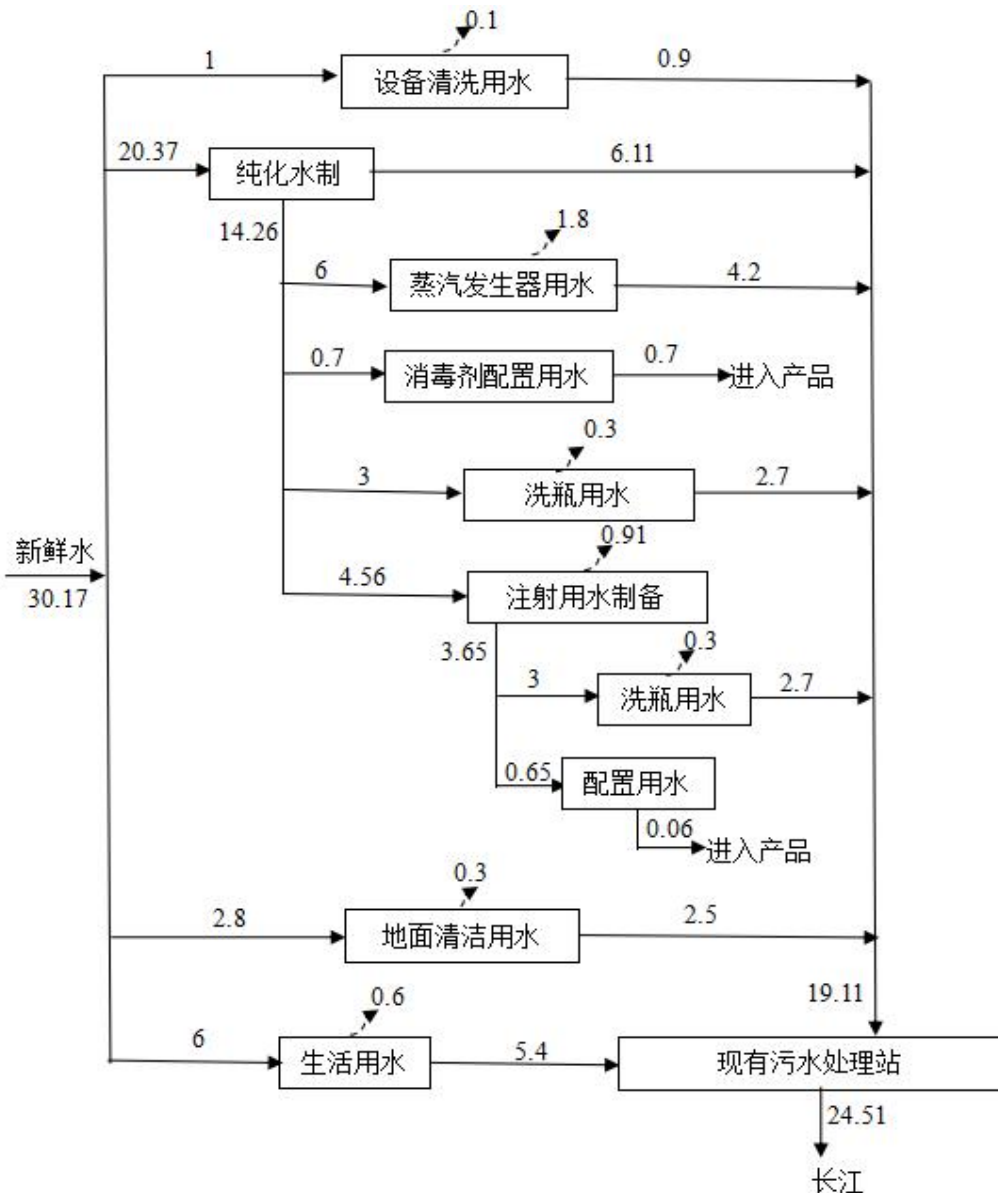 0.1
1
设备清洗用水
0.9
20.37
纯化水制
6.11
14.26
1.8
6
蒸汽发生器用水
4.2
0.7
消毒剂配置用水
0.7
进入产品
0.3
3
洗瓶用水
2.7
新鲜水
30.17
0.91
4.56
注射用水制备
3.65
0.3
3
洗瓶用水
2.7
0.65
配置用水
0.06
进入产品
0.3
2.8
地面清洁用水
2.5
19.11
0.6
6
生活用水
5.4
现有污水处理站
24.51
长江